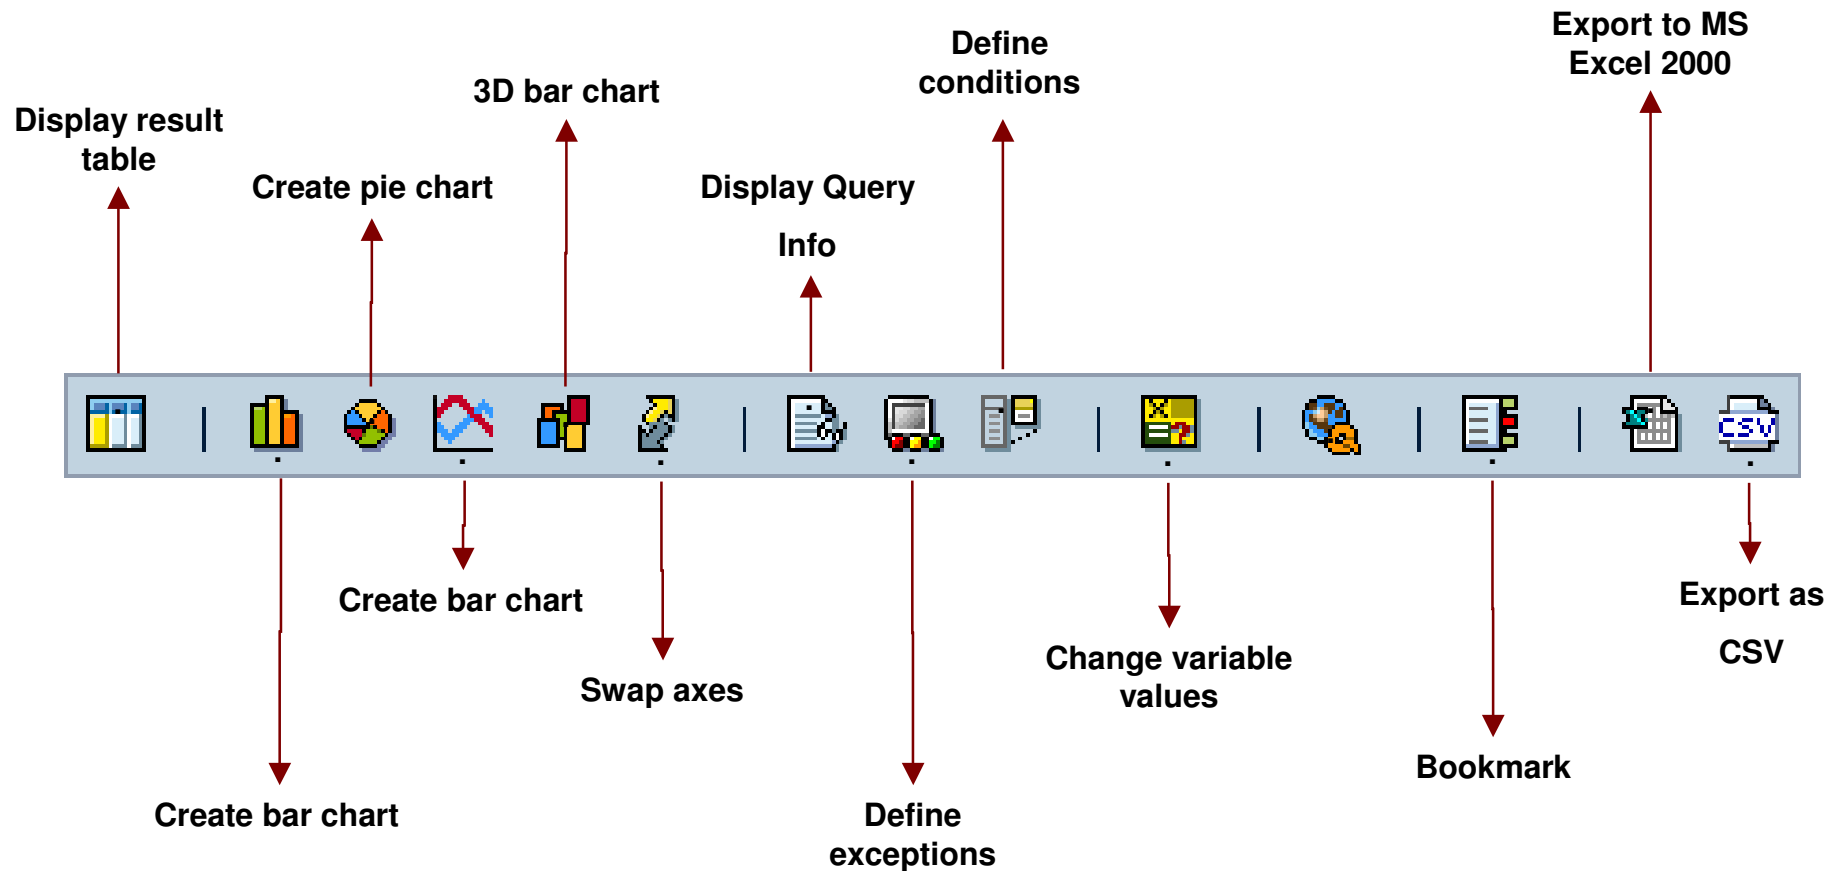 Export to MS
Excel 2000
Define
conditions
3D bar chart
Display result
table
Create pie chart
Display Query
Info
CSV
Create bar chart
Export as
CSV
Change variable
values
Swap axes
Bookmark
Create bar chart
Define
exceptions